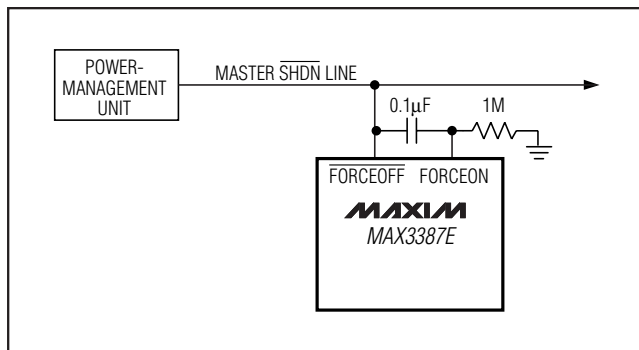 POWER-
MANAGEMENT
UNIT
MASTER SHDN LINE
0.1μF
1M
FORCEOFF FORCEON
MAXIM
MAX3387E